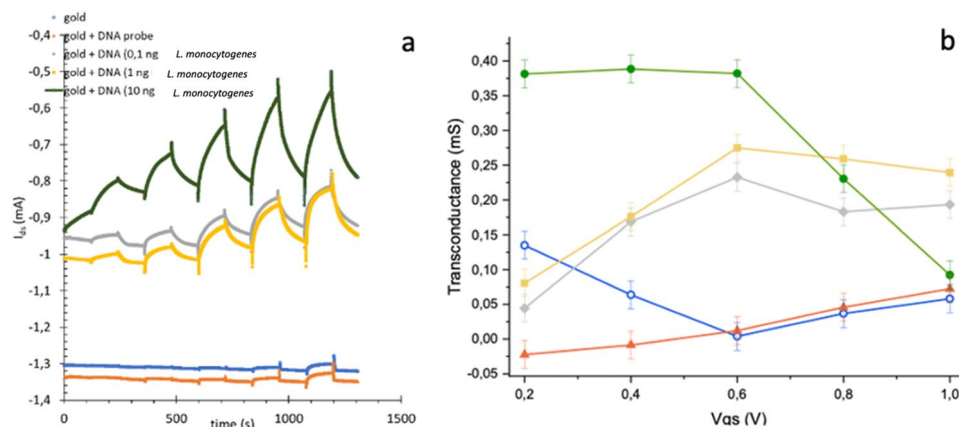 gold
gold + DNA probe
gold + DNA (0,1 ng L. monocytogenes
gold + DNA (1 ng L. monocytogenes
gold + DNA (10 ng L. monocytogenes
a
-0,4
-0,5
-0,6
-0,7
-0,8
-0,9
-1
-1,1
-1,2
-1,3
-1,4
Ids (mA)
0
500
1000
1500
time (s)
b
0,40
0,35
0,30
0,25
0,20
0,15
0,10
0,05
0,00
-0,05
Transconductance (mS)
0,2
0,4
0,6
0,8
1,0
Vgs (V)